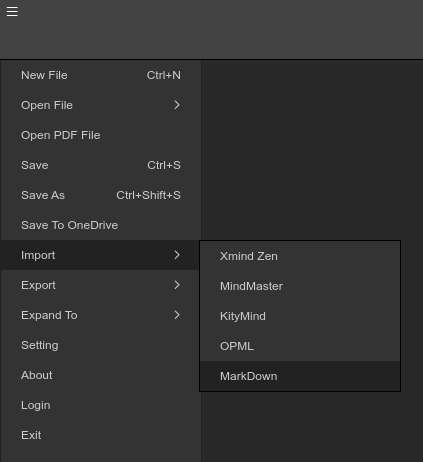 New File Ctrl+N
Open File
Open PDF File
Save Ctrl+S
Save As Ctrl+Shift+S
Save To OneDrive
Import
Export
Expand To
Setting
About
Login
Exit
Xmind Zen
MindMaster
KityMind
OPML
MarkDown